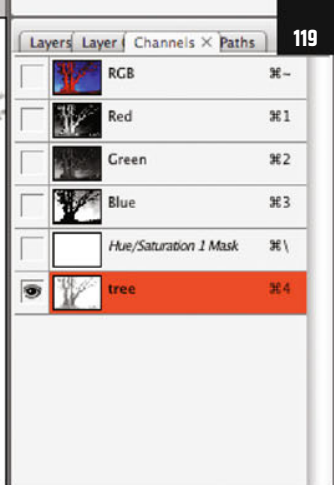 119
Layers Layer Channels × Paths
RGB ⌘~
Red ⌘1
Green ⌘2
Blue ⌘3
Hue/Saturation 1 Mask ⌘\
tree ⌘4